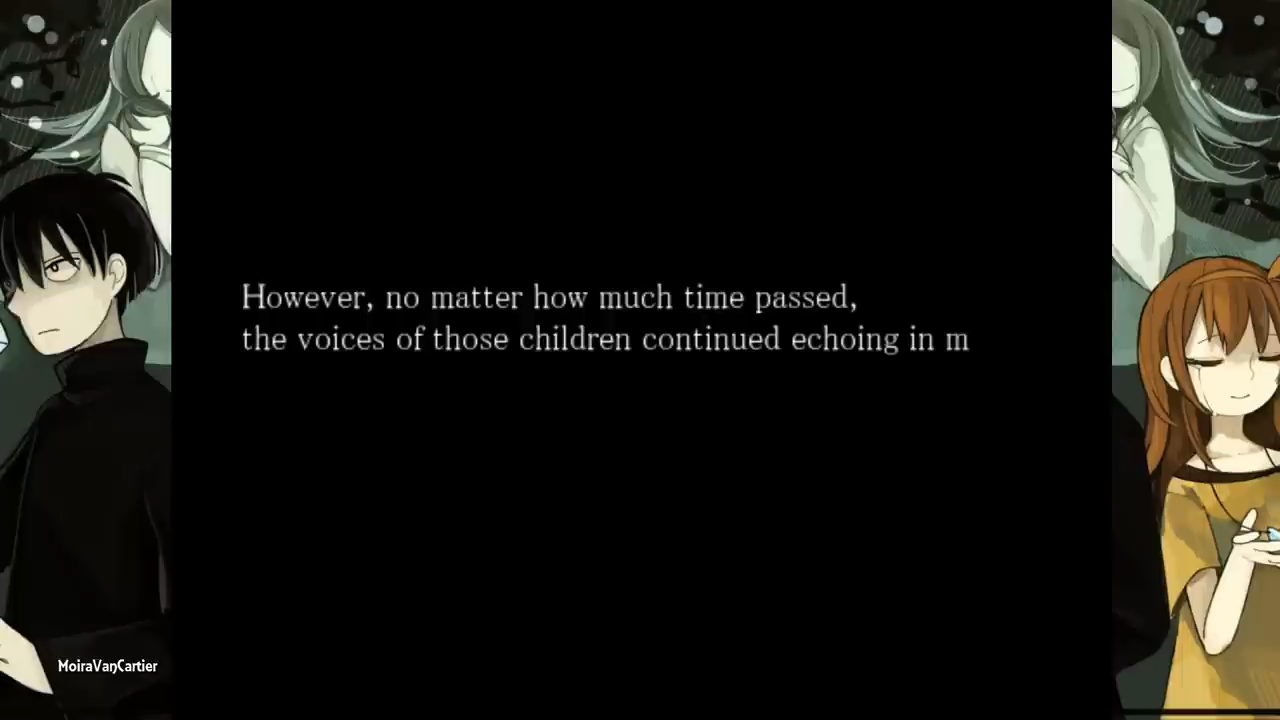 However, no matter how much time passed,
the voices of those children continued echoing in m
MoiraVanCartier